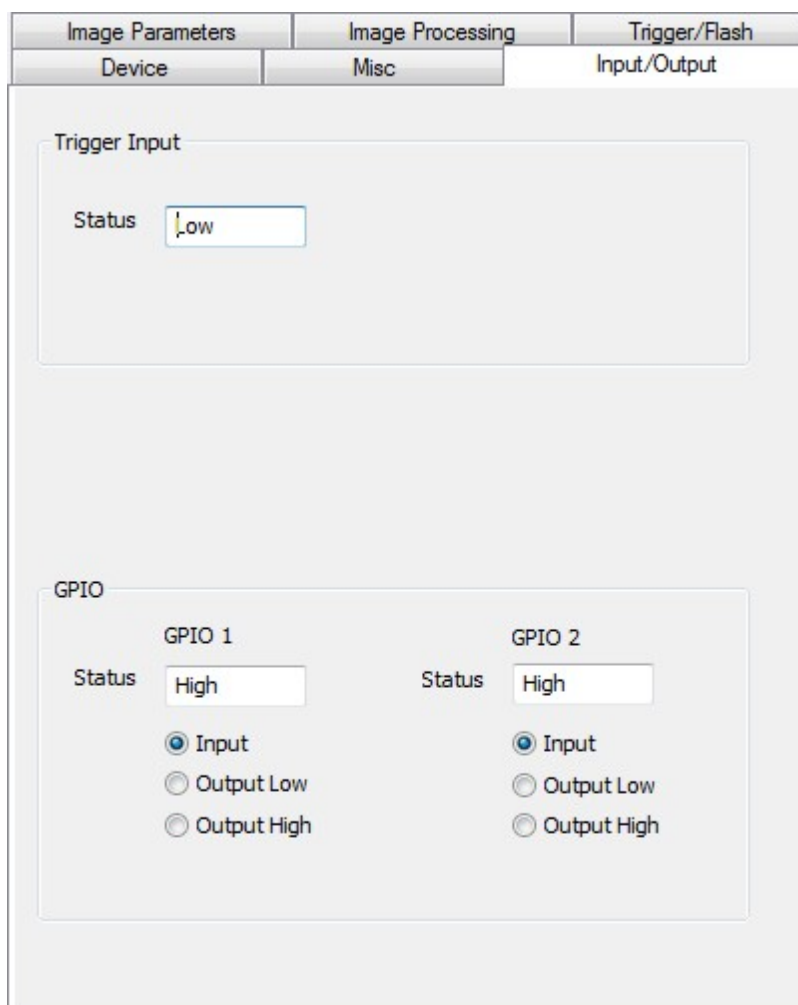 Image Parameters Image Processing Trigger/Flash
Device Misc Input/Output
Trigger Input
Status Low
GPIO
GPIO 1 GPIO 2
Status High Status High
Input Input
Output Low Output Low
Output High Output High